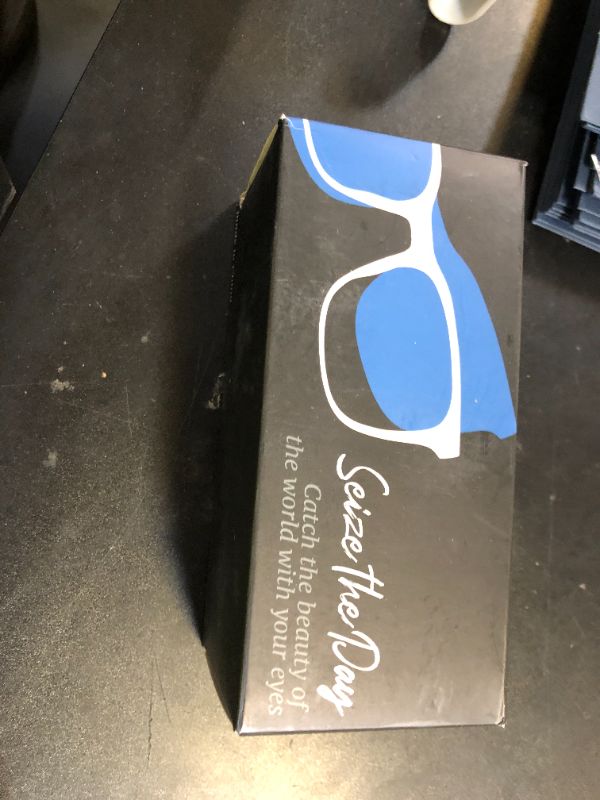 Seize the Day
Catch the beauty of
the world with your eyes